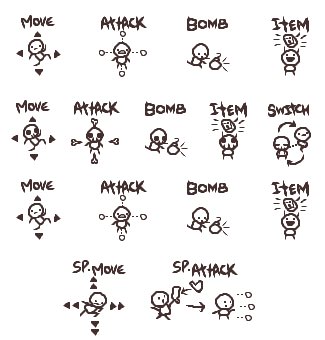 MOVE ATTACK BOMB ITEM
MOVE ATTACK BOMB ITEM SWITCH
MOVE ATTACK BOMB ITEM
SP.MOVE SP.ATTACK